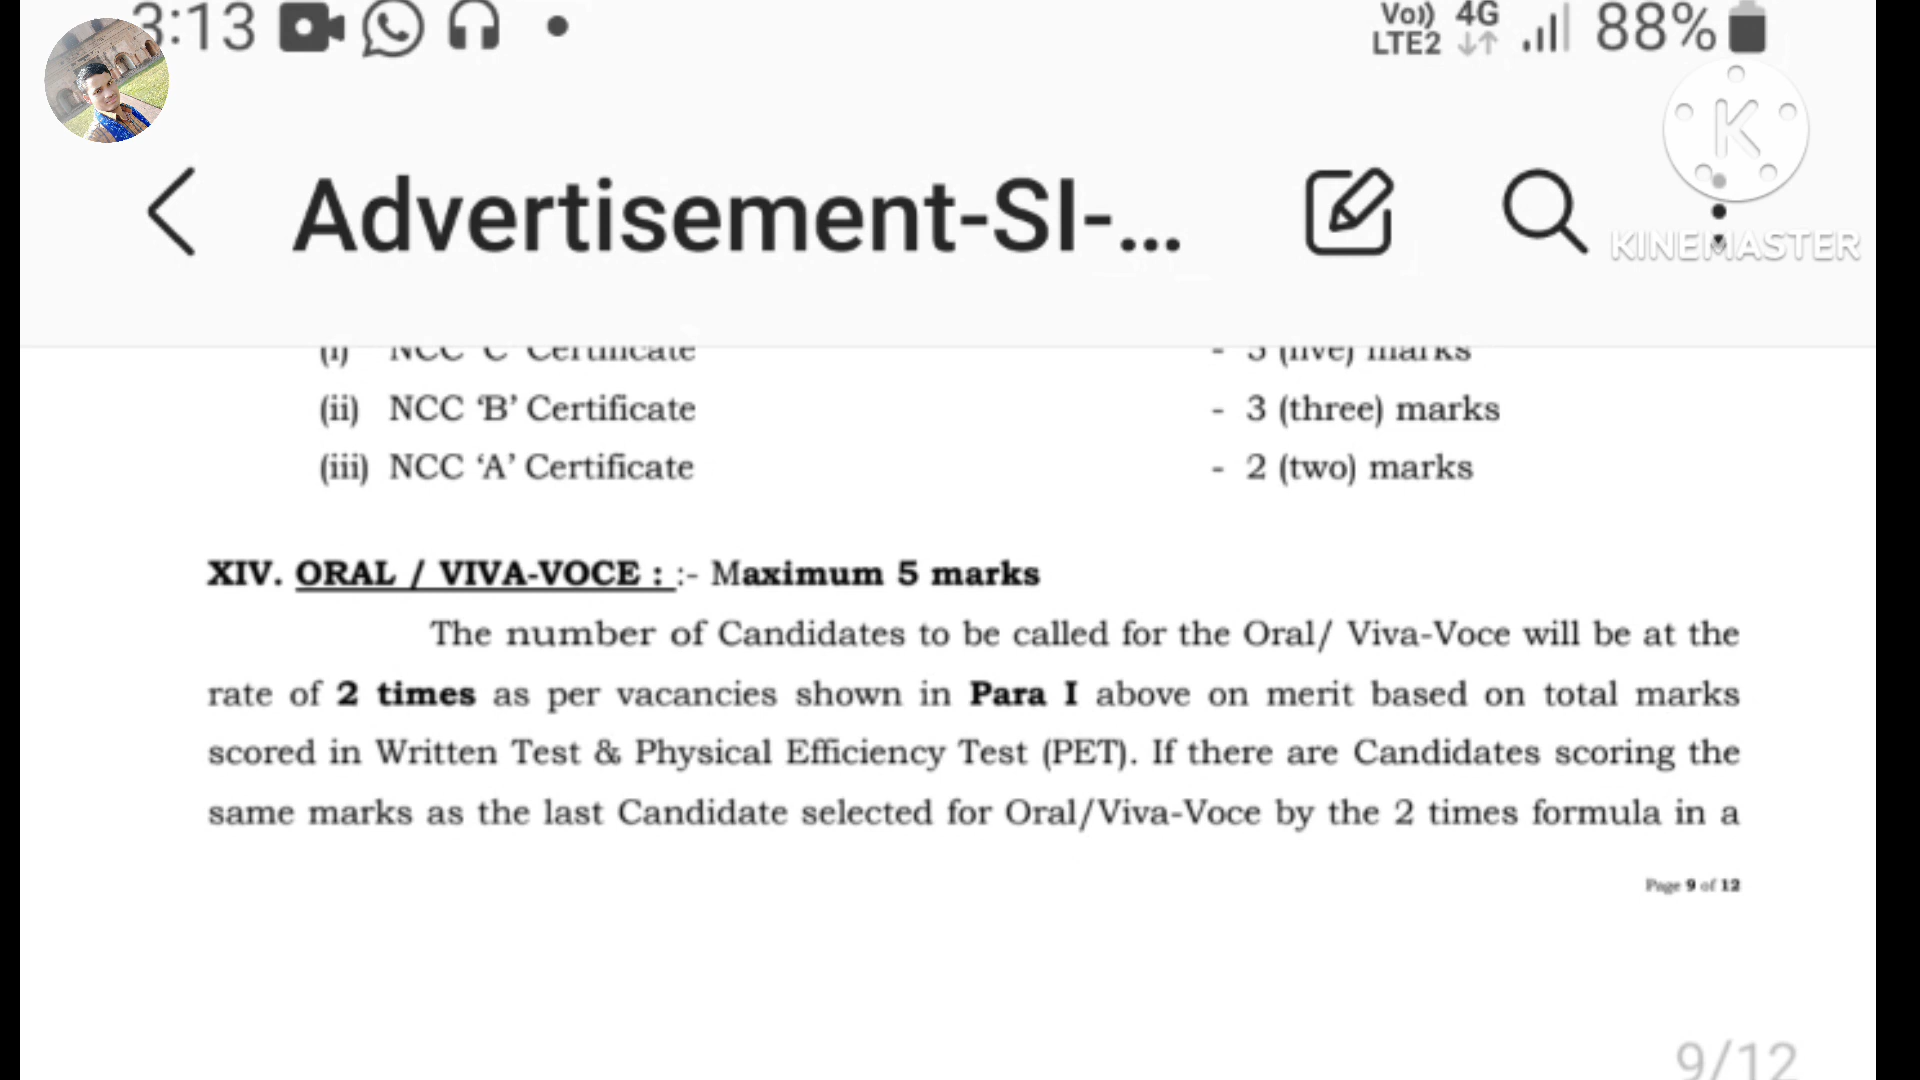 3:13
Vo)) 4G
LTE2
88%
K
Advertisement-SI-...
KINEMASTER
(i) NCC 'C' Certificate - 5 (five) marks
(ii) NCC ‘B’ Certificate - 3 (three) marks
(iii) NCC ‘A’ Certificate - 2 (two) marks
XIV. ORAL / VIVA-VOCE : :- Maximum 5 marks
The number of Candidates to be called for the Oral/ Viva-Voce will be at the
rate of 2 times as per vacancies shown in Para I above on merit based on total marks
scored in Written Test & Physical Efficiency Test (PET). If there are Candidates scoring the
same marks as the last Candidate selected for Oral/Viva-Voce by the 2 times formula in a
Page 9 of 12
9/12